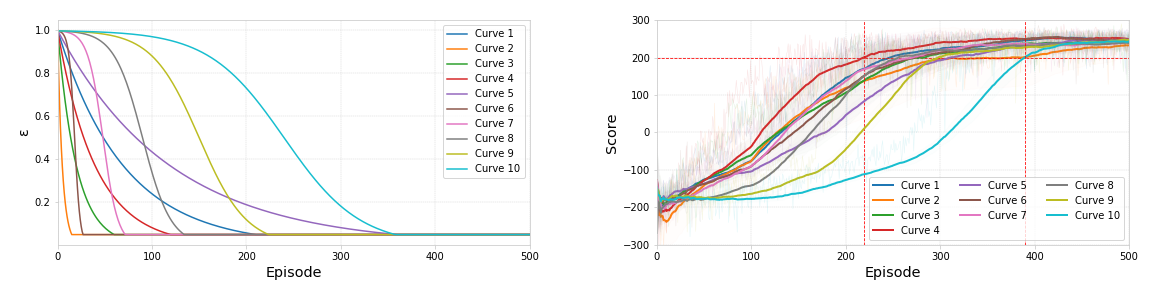 1.0
0.8
0.6
0.4
0.2
ε
0 100 200 300 400 500
Episode
Curve 1
Curve 2
Curve 3
Curve 4
Curve 5
Curve 6
Curve 7
Curve 8
Curve 9
Curve 10
300
200
100
0
−100
−200
−300
Score
0 100 200 300 400 500
Episode
Curve 1 Curve 5 Curve 8
Curve 2 Curve 6 Curve 9
Curve 3 Curve 7 Curve 10
Curve 4